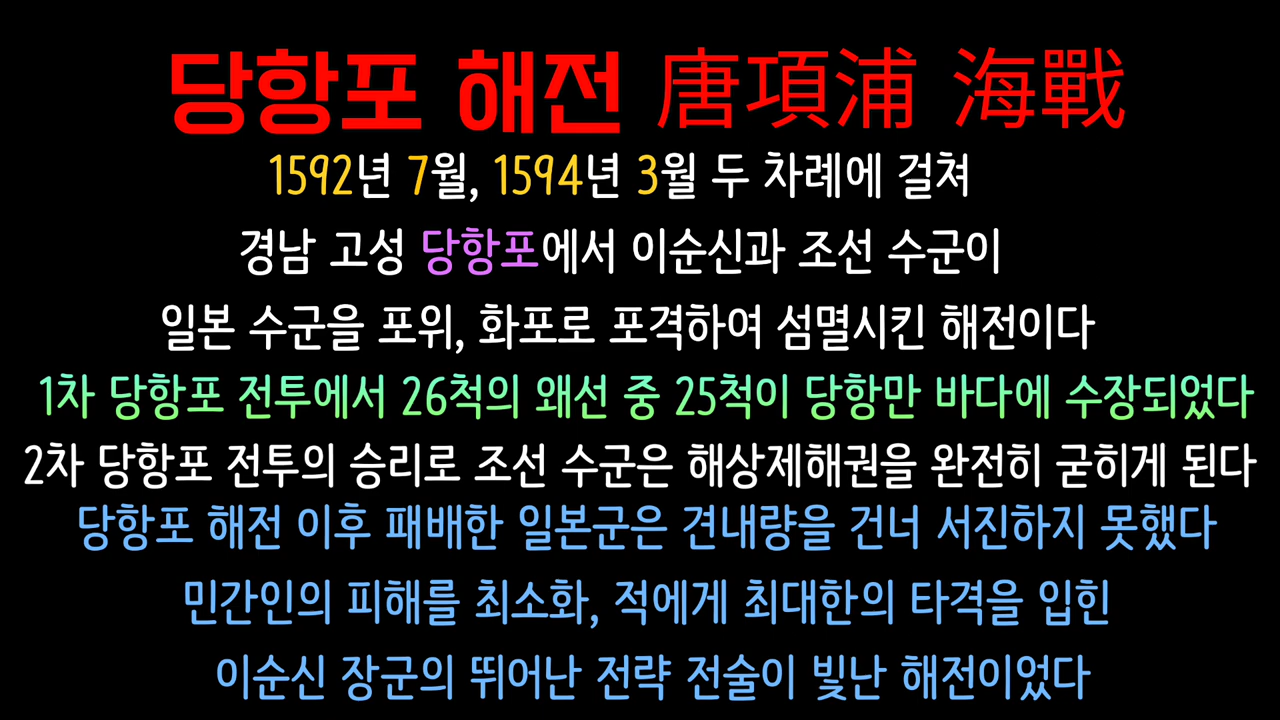 당항포 해전 唐項浦 海戰
1592년 7월, 1594년 3월 두 차례에 걸쳐
경남 고성 당항포에서 이순신과 조선 수군이
일본 수군을 포위, 화포로 포격하여 섬멸시킨 해전이다
1차 당항포 전투에서 26척의 왜선 중 25척이 당항만 바다에 수장되었다
2차 당항포 전투의 승리로 조선 수군은 해상제해권을 완전히 굳히게 된다
당항포 해전 이후 패배한 일본군은 견내량을 건너 서진하지 못했다
민간인의 피해를 최소화, 적에게 최대한의 타격을 입힌
이순신 장군의 뛰어난 전략 전술이 빛난 해전이었다